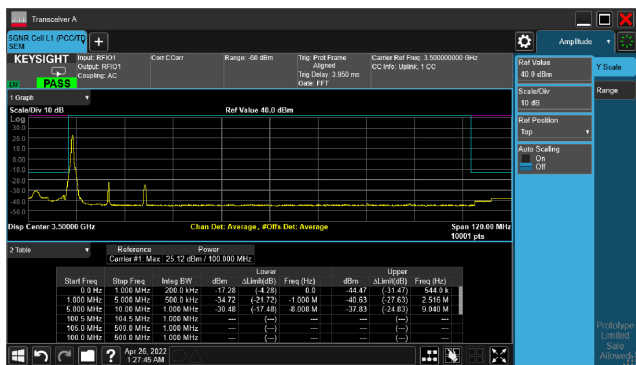 Transceiver A
5GNR Cell L1 (PCC/TD
SEM
+
Amplitude
KEYSIGHT
Input: RFIO1
Output: RFIO1
Coupling: AC
PASS
Corr CCorr
Range: -60 dBm
Trig: Prot Frame
Aligned
Trig Delay: 3.950 ms
Gate: FFT
Carrier Ref Freq: 3.500000000 GHz
CC Info: Uplink, 1 CC
Ref Value
40.0 dBm
Scale/Div
10 dB
Ref Position
Top
Auto Scaling
On
Off
Y Scale
Range
1 Graph
Scale/Div 10 dB
Ref Value 40.0 dBm
Log
30.0
20.0
10.0
0.00
-10.0
-20.0
-30.0
-40.0
-50.0
Disp Center 3.50000 GHz
Chan Det: Average , #Offs Det: Average
Span 120.00 MHz
10001 pts
2 Table
Reference Power
Carrier #1: Max 25.12 dBm / 100.000 MHz
Lower Upper
Start Freq Stop Freq Integ BW dBm ΔLimit(dB) Freq (Hz) dBm ΔLimit(dB) Freq (Hz)
0.0 Hz 1.000 MHz 200.0 kHz -17.28 (-4.28) 0.0 -44.47 (-31.47) 544.0 k
1.000 MHz 5.000 MHz 500.0 kHz -34.72 (-21.72) -1.000 M -40.63 (-27.63) 2.516 M
5.000 MHz 10.00 MHz 1.000 MHz -30.48 (-17.48) -8.008 M -37.83 (-24.83) 9.040 M
100.5 MHz 104.5 MHz 1.000 MHz --- (---) --- --- (---) ---
105.0 MHz 500.0 MHz 1.000 MHz --- (---) --- --- (---) ---
100.0 MHz 500.0 MHz 1.000 MHz --- (---) --- --- (---) ---
Prototype
Limited
Sale
Allowed
?
Apr 26, 2022
1:27:45 AM